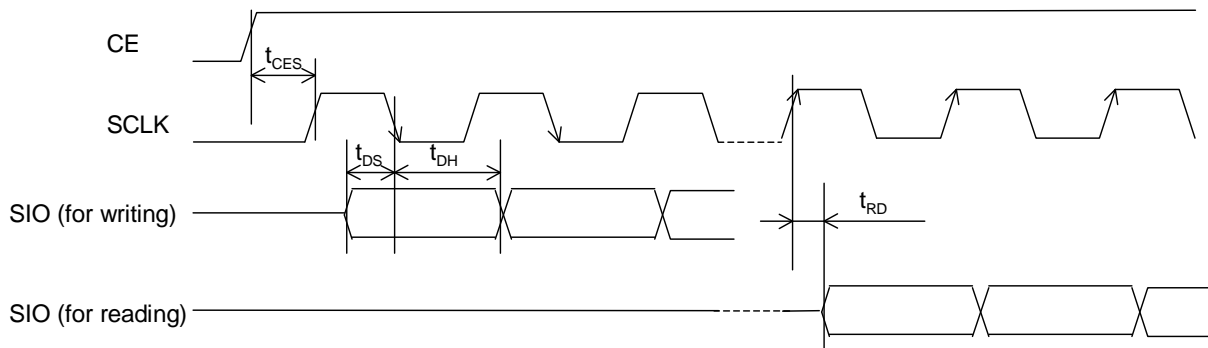 CE
tCES
SCLK
tDS
tDH
SIO (for writing)
tRD
SIO (for reading)